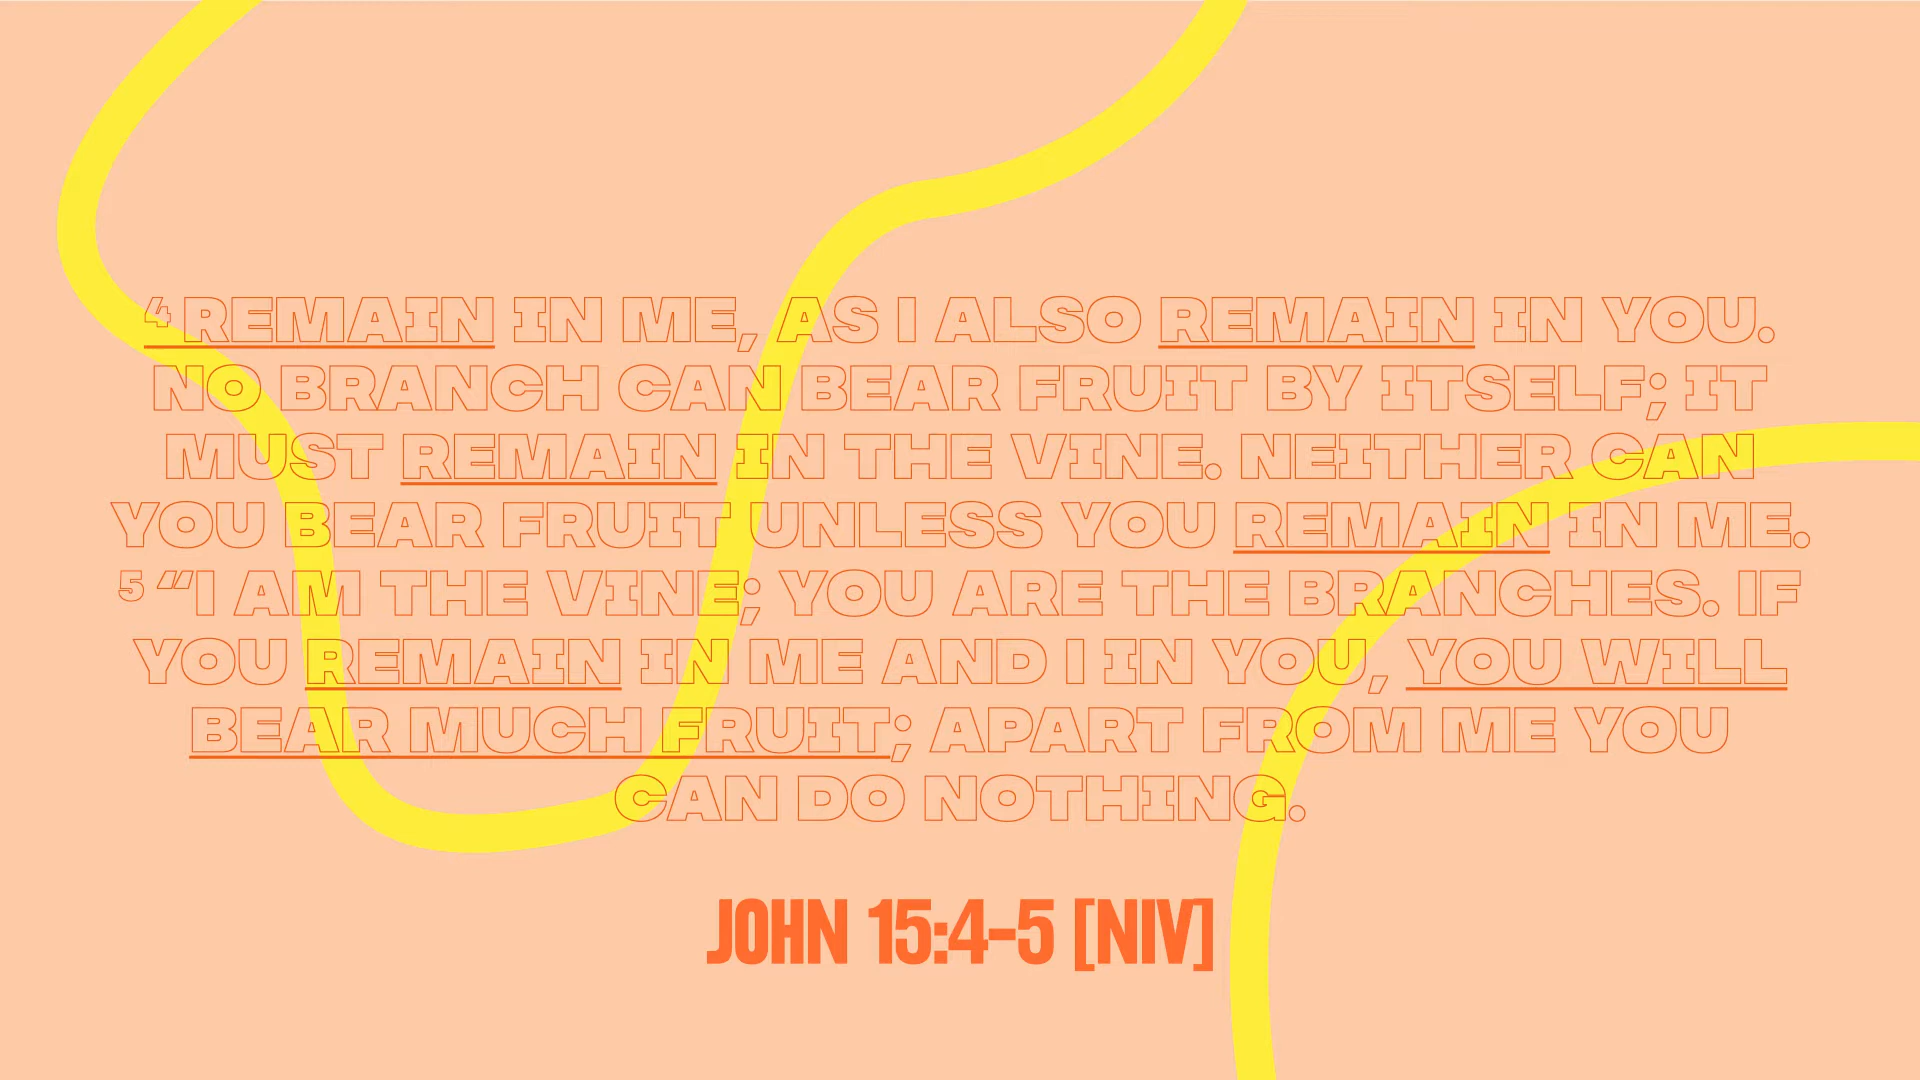 4 REMAIN IN ME, AS I ALSO REMAIN IN YOU.
NO BRANCH CAN BEAR FRUIT BY ITSELF; IT
MUST REMAIN IN THE VINE. NEITHER CAN
YOU BEAR FRUIT UNLESS YOU REMAIN IN ME.
5 “I AM THE VINE; YOU ARE THE BRANCHES. IF
YOU REMAIN IN ME AND I IN YOU, YOU WILL
BEAR MUCH FRUIT; APART FROM ME YOU
CAN DO NOTHING.
JOHN 15:4-5 [NIV]